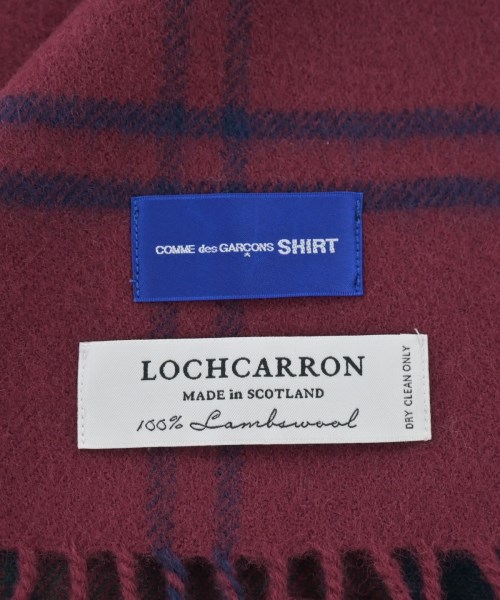 COMME des GARÇONS SHIRT
LOCHCARRON
MADE in SCOTLAND
100% Lambswool
DRY CLEAN ONLY